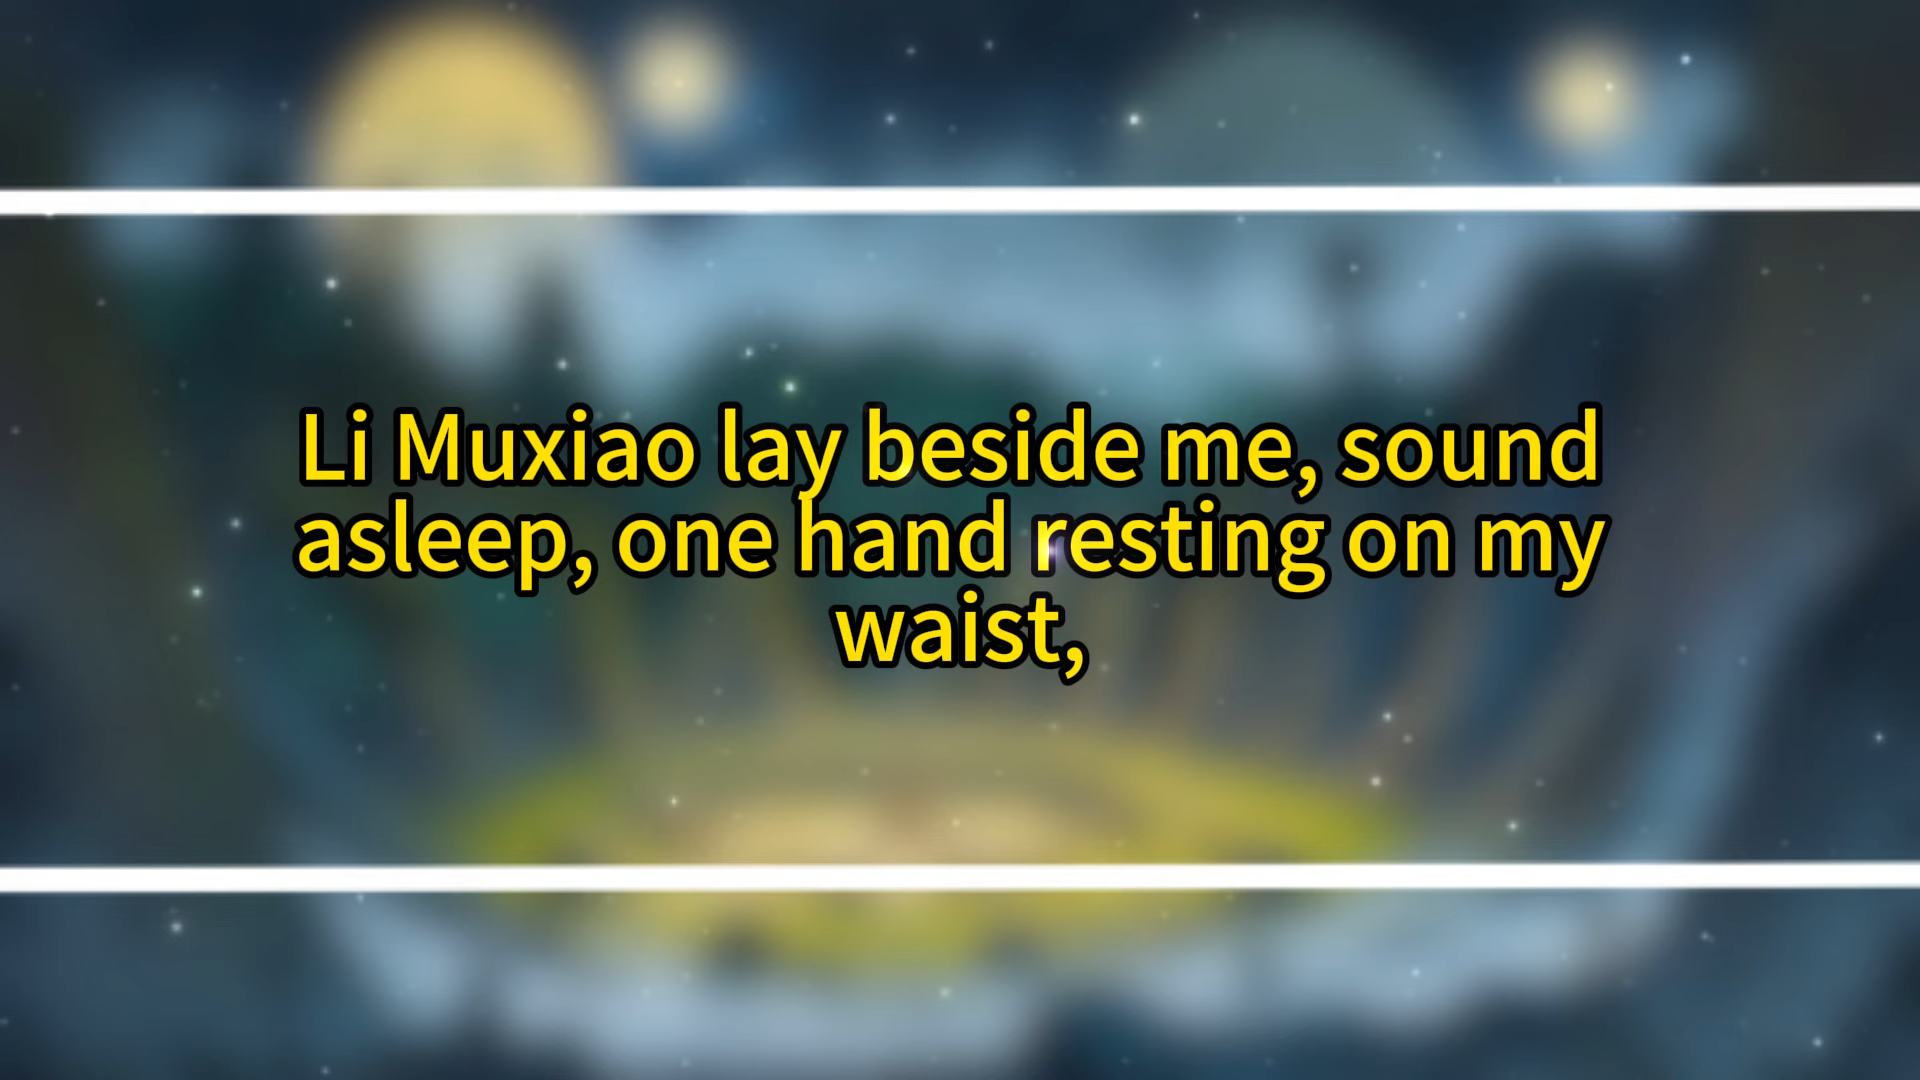 Li Muxiao lay beside me, sound
asleep, one hand resting on my
waist,